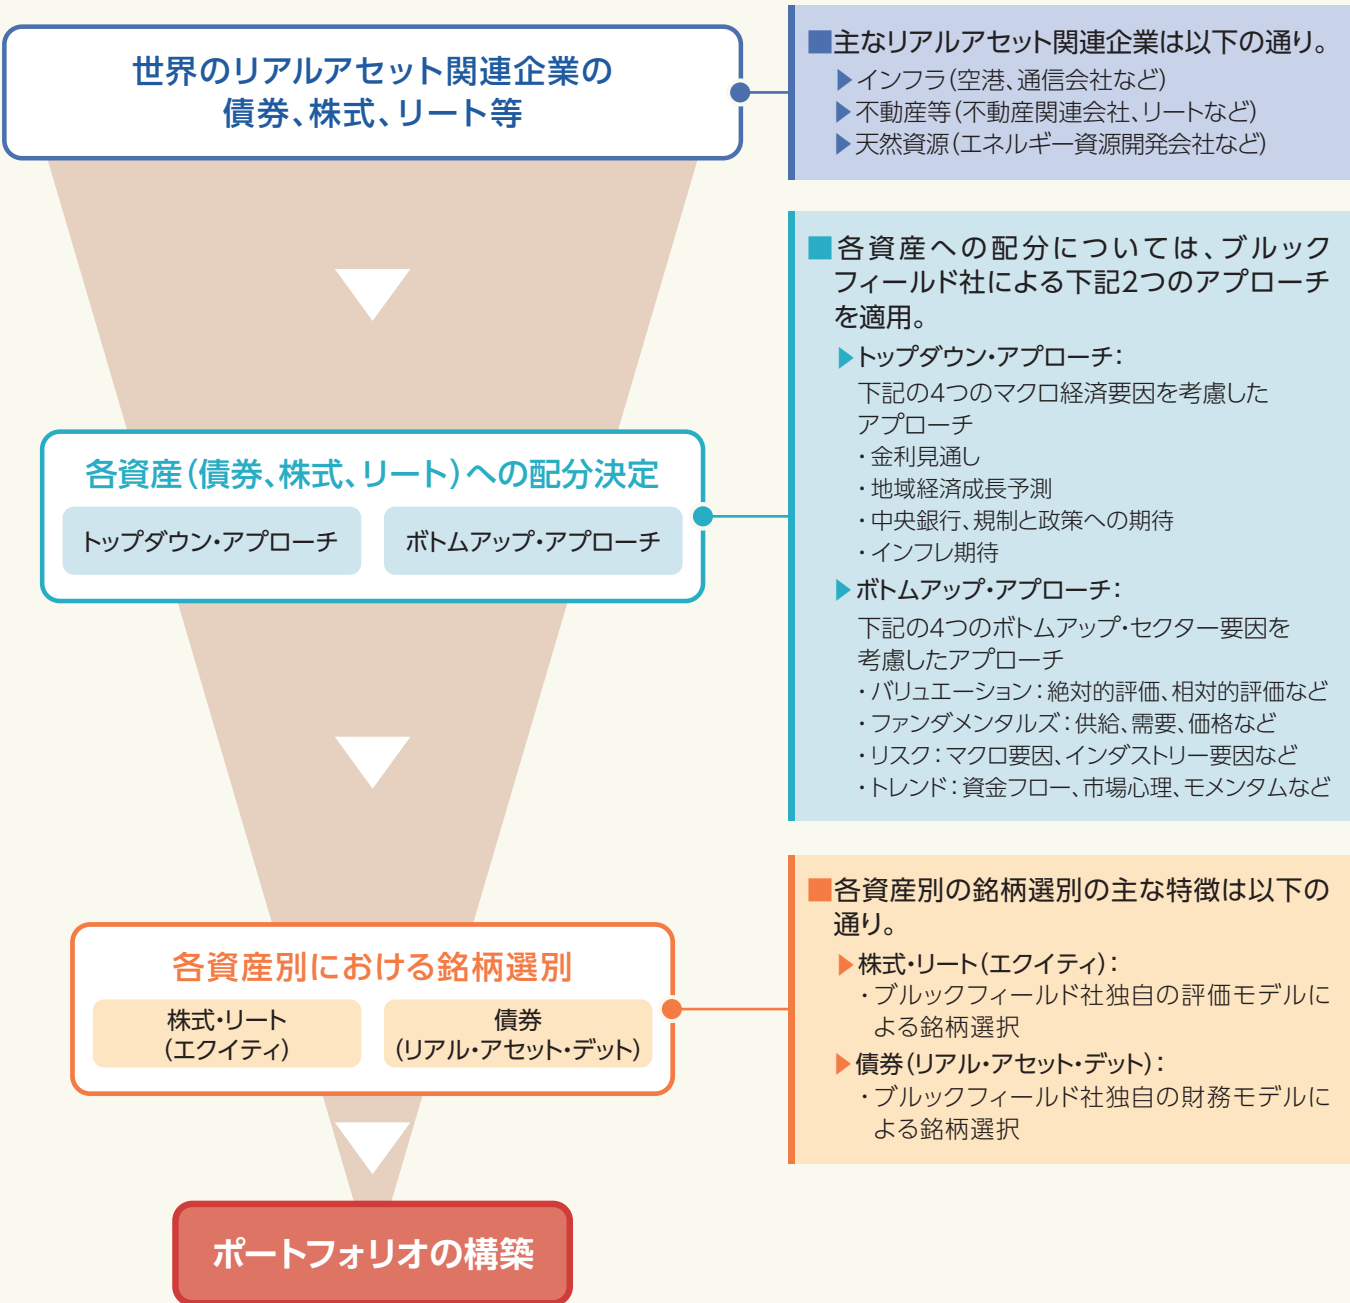 世界のリアルアセット関連企業の
債券、株式、リート等
■主なリアルアセット関連企業は以下の通り。
▶インフラ(空港、通信会社など)
▶不動産等(不動産関連会社、リートなど)
▶天然資源(エネルギー資源開発会社など)
各資産(債券、株式、リート)への配分決定
トップダウン・アプローチ
ボトムアップ・アプローチ
■各資産への配分については、ブルック
フィールド社による下記2つのアプローチ
を適用。
▶トップダウン・アプローチ:
下記の4つのマクロ経済要因を考慮した
アプローチ
・金利見通し
・地域経済成長予測
・中央銀行、規制と政策への期待
・インフレ期待
▶ボトムアップ・アプローチ:
下記の4つのボトムアップ・セクター要因を
考慮したアプローチ
・バリュエーション:絶対的評価、相対的評価など
・ファンダメンタルズ:供給、需要、価格など
・リスク:マクロ要因、インダストリー要因など
・トレンド:資金フロー、市場心理、モメンタムなど
各資産別における銘柄選別
株式・リート
(エクイティ)
債券
(リアル・アセット・デット)
■各資産別の銘柄選別の主な特徴は以下の
通り。
▶株式・リート(エクイティ):
・ブルックフィールド社独自の評価モデルに
よる銘柄選択
▶債券(リアル・アセット・デット):
・ブルックフィールド社独自の財務モデルに
よる銘柄選択
ポートフォリオの構築